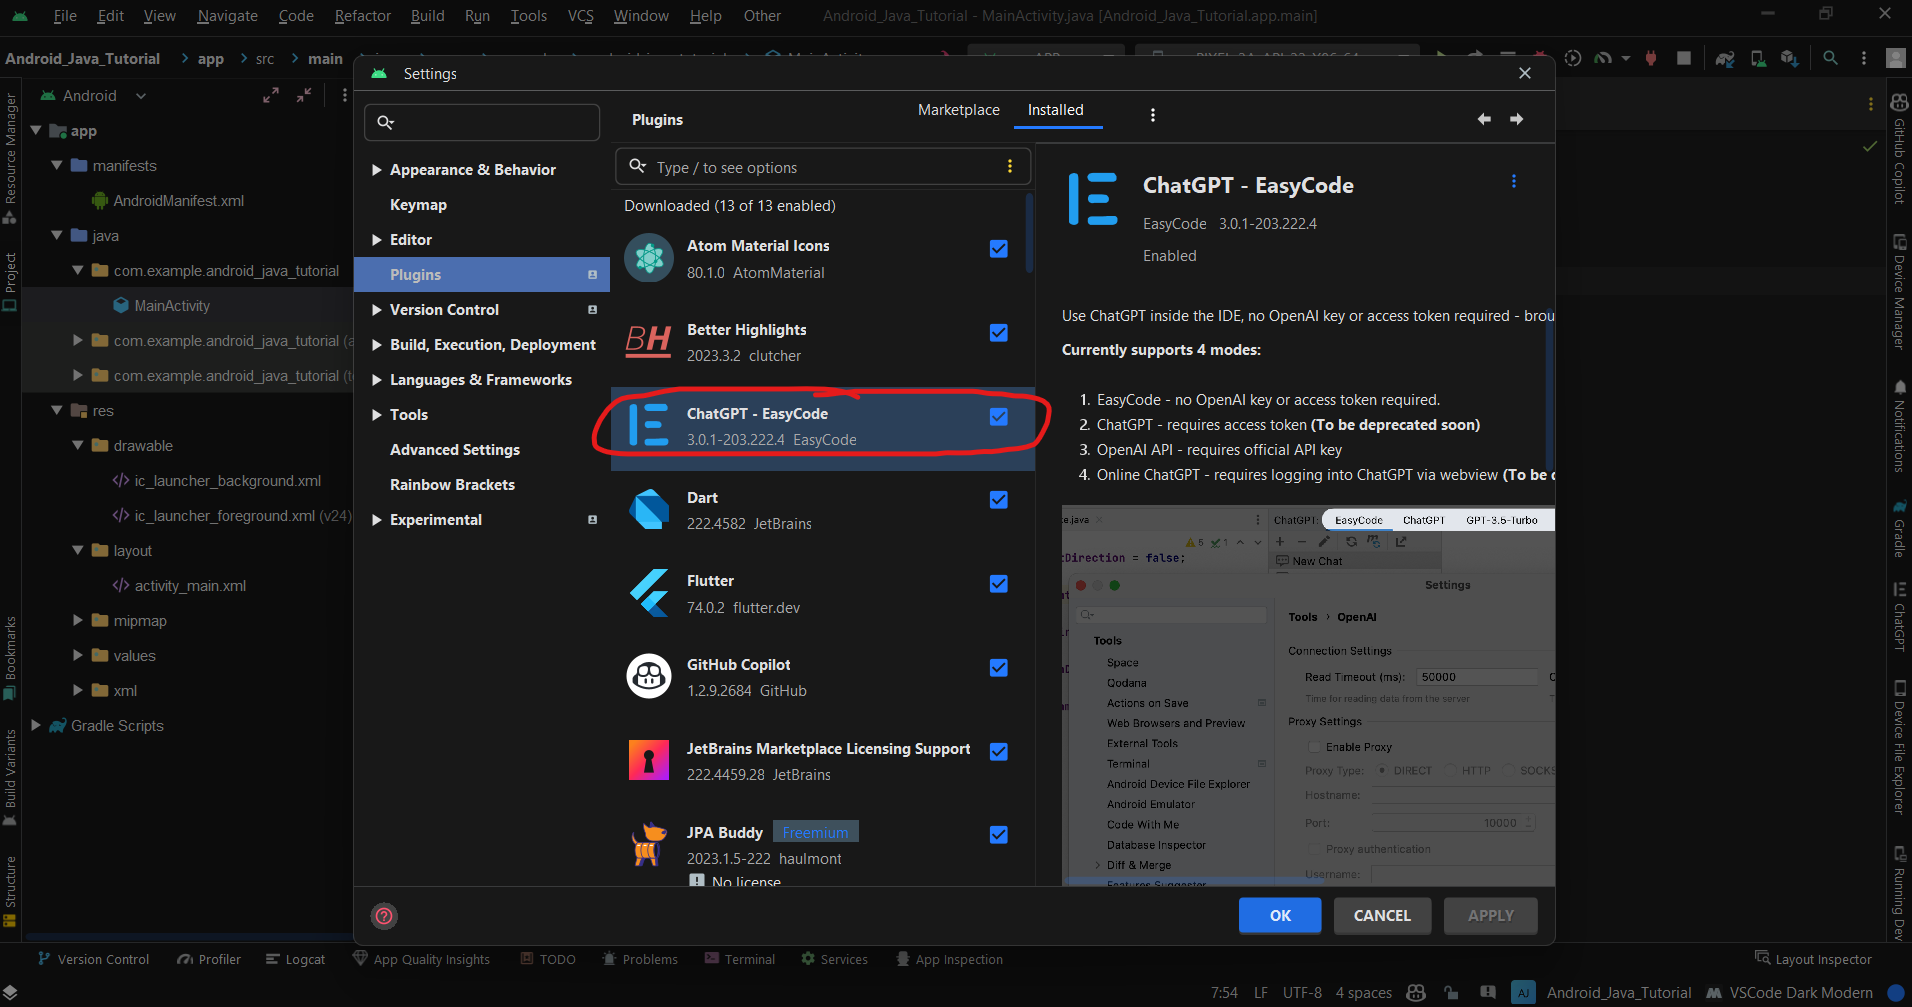 File Edit View Navigate Code Refactor Build Run Tools VCS Window Help Other Android_Java_Tutorial - MainActivity.java [Android_Java_Tutorial.app.main]
Android_Java_Tutorial app src main
Android
app
manifests
AndroidManifest.xml
java
com.example.android_java_tutorial
MainActivity
com.example.android_java_tutorial
com.example.android_java_tutorial
res
drawable
ic_launcher_background.xml
ic_launcher_foreground.xml (v24)
layout
activity_main.xml
mipmap
values
xml
Gradle Scripts
Resource Manager
Project
Bookmarks
Build Variants
Structure
Settings
Appearance & Behavior
Keymap
Editor
Plugins
Version Control
Build, Execution, Deployment
Languages & Frameworks
Tools
Advanced Settings
Rainbow Brackets
Experimental
Plugins Marketplace Installed
Type / to see options
Downloaded (13 of 13 enabled)
Atom Material Icons
80.1.0 AtomMaterial
BH
Better Highlights
2023.3.2 clutcher
ChatGPT - EasyCode
3.0.1-203.222.4 EasyCode
Dart
222.4582 JetBrains
Flutter
74.0.2 flutter.dev
GitHub Copilot
1.2.9.2684 GitHub
JetBrains Marketplace Licensing Support
222.4459.28 JetBrains
JPA Buddy Freemium
2023.1.5-222 haulmont
No license
ChatGPT - EasyCode
EasyCode 3.0.1-203.222.4
Enabled
Use ChatGPT inside the IDE, no OpenAI key or access token required - brou
Currently supports 4 modes:
1. EasyCode - no OpenAI key or access token required.
2. ChatGPT - requires access token (To be deprecated soon)
3. OpenAI API - requires official API key
4. Online ChatGPT - requires logging into ChatGPT via webview (To be d
ke.java ChatGPT: EasyCode ChatGPT GPT-3.5-Turbo
5 1
tDirection = false;
New Chat
Settings
Tools › OpenAI
Tools
Space
Qodana
Actions on Save
Web Browsers and Preview
External Tools
Terminal
Android Device File Explorer
Android Emulator
Code With Me
Database Inspector
Diff & Merge
Features Suggester
Connection Settings
Read Timeout (ms): 50000
Time for reading data from the server
Proxy Settings
Enable Proxy
Proxy Type: DIRECT HTTP SOCKS
Hostname:
Port: 10000
Proxy authentication
Username:
OK CANCEL APPLY
GitHub Copilot
Device Manager
Notifications
Gradle
ChatGPT
Device File Explorer
Running Dev
Version Control Profiler Logcat App Quality Insights TODO Problems Terminal Services App Inspection Layout Inspector
7:54 LF UTF-8 4 spaces AJ Android_Java_Tutorial VSCode Dark Modern